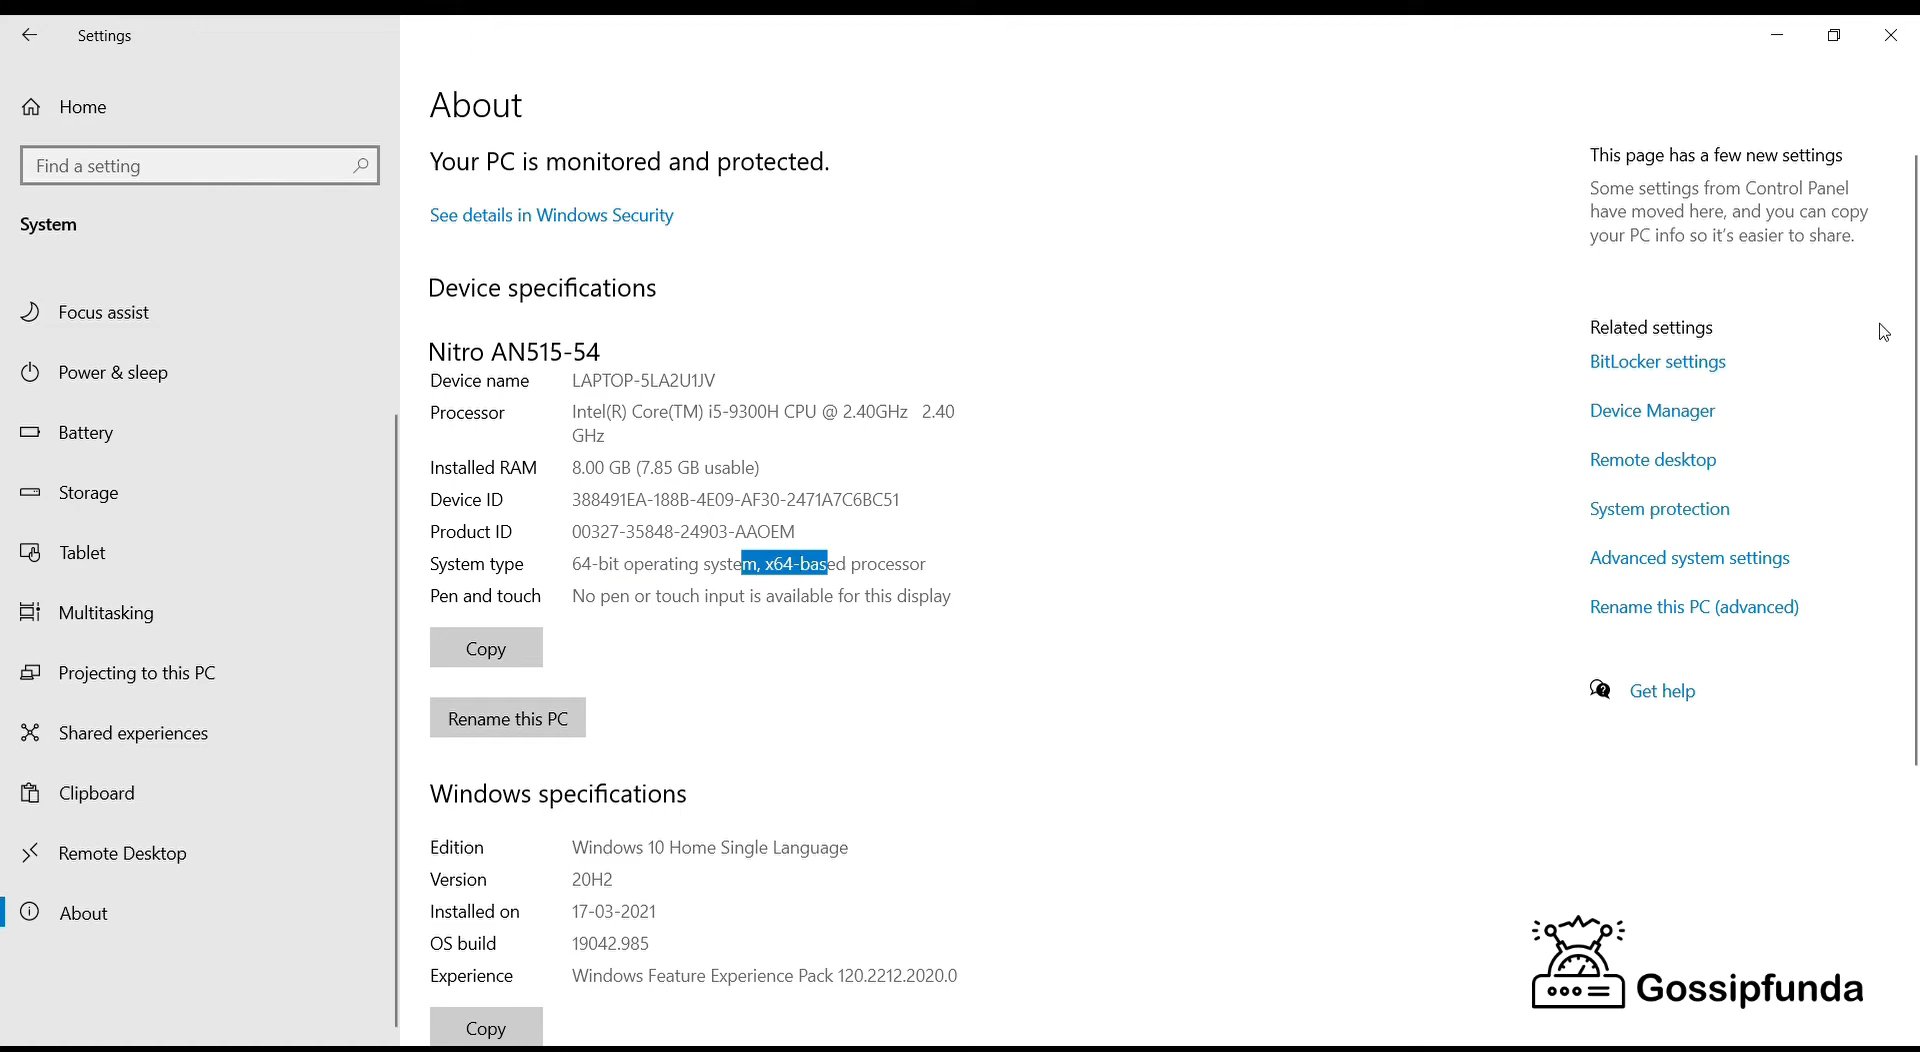 Settings
Home
Find a setting
System
Focus assist
Power & sleep
Battery
Storage
Tablet
Multitasking
Projecting to this PC
Shared experiences
Clipboard
Remote Desktop
About
About
Your PC is monitored and protected.
See details in Windows Security
Device specifications
Nitro AN515-54
Device name LAPTOP-5LA2U1JV
Processor Intel(R) Core(TM) i5-9300H CPU @ 2.40GHz 2.40
GHz
Installed RAM 8.00 GB (7.85 GB usable)
Device ID 388491EA-188B-4E09-AF30-2471A7C6BC51
Product ID 00327-35848-24903-AAOEM
System type 64-bit operating system, x64-based processor
Pen and touch No pen or touch input is available for this display
Copy
Rename this PC
Windows specifications
Edition Windows 10 Home Single Language
Version 20H2
Installed on 17-03-2021
OS build 19042.985
Experience Windows Feature Experience Pack 120.2212.2020.0
Copy
This page has a few new settings
Some settings from Control Panel
have moved here, and you can copy
your PC info so it's easier to share.
Related settings
BitLocker settings
Device Manager
Remote desktop
System protection
Advanced system settings
Rename this PC (advanced)
Get help
Gossipfunda